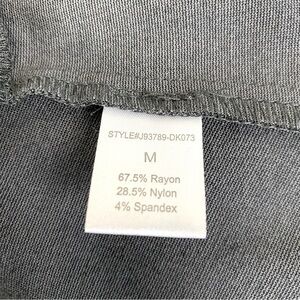 STYLE#J93789-DK073
M
67.5% Rayon
28.5% Nylon
4% Spandex